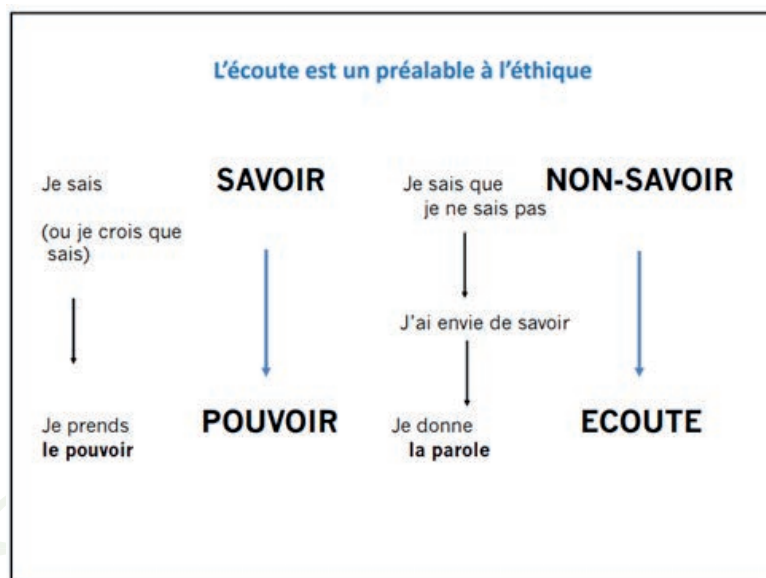 L'écoute est un préalable à l'éthique
Je sais
SAVOIR
Je sais que
je ne sais pas
NON-SAVOIR
(ou je crois que
sais)
J'ai envie de savoir
Je prends
le pouvoir
POUVOIR
Je donne
la parole
ECOUTE